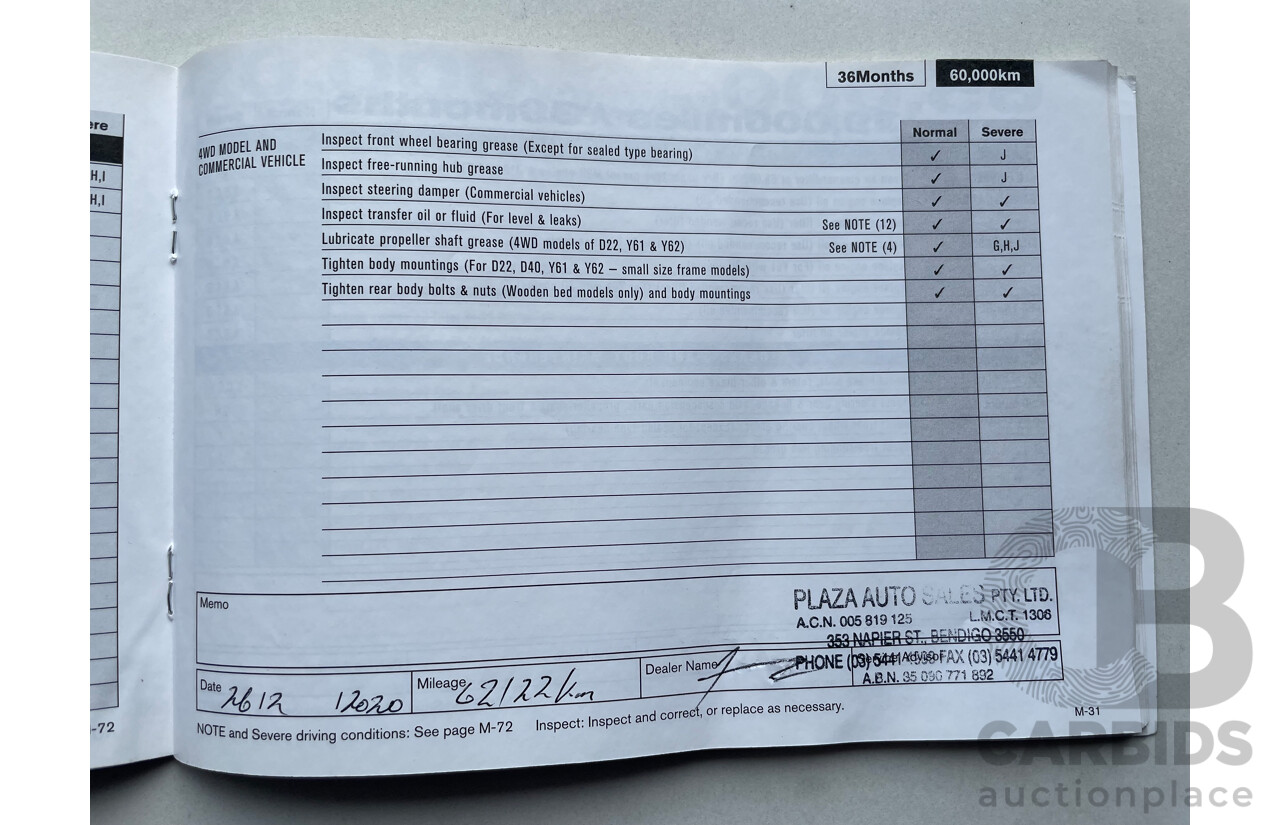 36Months 60,000km
ere
H,I
H,I
-72
Normal Severe
4WD MODEL AND
COMMERCIAL VEHICLE
Inspect front wheel bearing grease (Except for sealed type bearing) ✓ J
Inspect free-running hub grease ✓ J
Inspect steering damper (Commercial vehicles) ✓ ✓
Inspect transfer oil or fluid (For level & leaks) See NOTE (12) ✓ ✓
Lubricate propeller shaft grease (4WD models of D22, Y61 & Y62) See NOTE (4) ✓ G,H,J
Tighten body mountings (For D22, D40, Y61 & Y62 – small size frame models) ✓ ✓
Tighten rear body bolts & nuts (Wooden bed models only) and body mountings ✓ ✓
Memo
PLAZA AUTO SALES PTY. LTD.
A.C.N. 005 819 125 L.M.C.T. 1306
353 NAPIER ST., BENDIGO 3550
PHONE (03) 5441 FAX (03) 5441 4779
A.B.N. 35 771 892
Date 26 12 12020 Mileage 62122km Dealer Name
NOTE and Severe driving conditions: See page M-72 Inspect: Inspect and correct, or replace as necessary.
M-31
CARBIDS
auctionplace